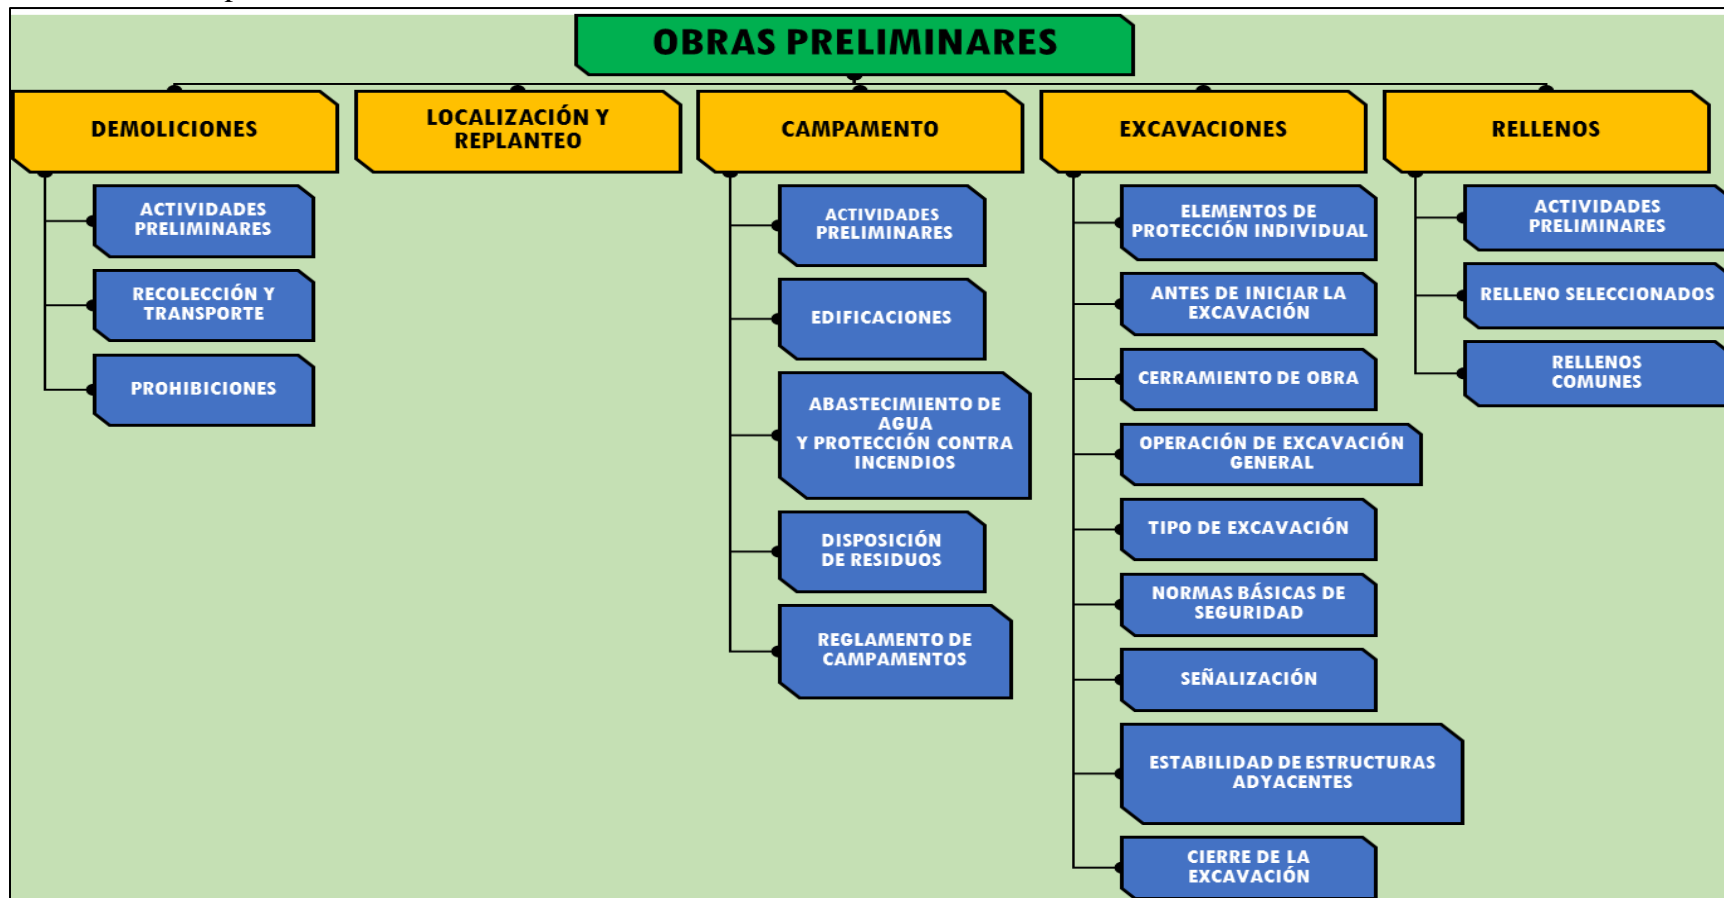 OBRAS PRELIMINARES
DEMOLICIONES
ACTIVIDADES
PRELIMINARES
RECOLECCIÓN Y
TRANSPORTE
PROHIBICIONES
LOCALIZACIÓN Y
REPLANTEO
CAMPAMENTO
ACTIVIDADES
PRELIMINARES
EDIFICACIONES
ABASTECIMIENTO DE
AGUA
Y PROTECCIÓN CONTRA
INCENDIOS
DISPOSICIÓN
DE RESIDUOS
REGLAMENTO DE
CAMPAMENTOS
EXCAVACIONES
ELEMENTOS DE
PROTECCIÓN INDIVIDUAL
ANTES DE INICIAR LA
EXCAVACIÓN
CERRAMIENTO DE OBRA
OPERACIÓN DE EXCAVACIÓN
GENERAL
TIPO DE EXCAVACIÓN
NORMAS BÁSICAS DE
SEGURIDAD
SEÑALIZACIÓN
ESTABILIDAD DE ESTRUCTURAS
ADYACENTES
CIERRE DE LA
EXCAVACIÓN
RELLENOS
ACTIVIDADES
PRELIMINARES
RELLENO SELECCIONADOS
RELLENOS
COMUNES